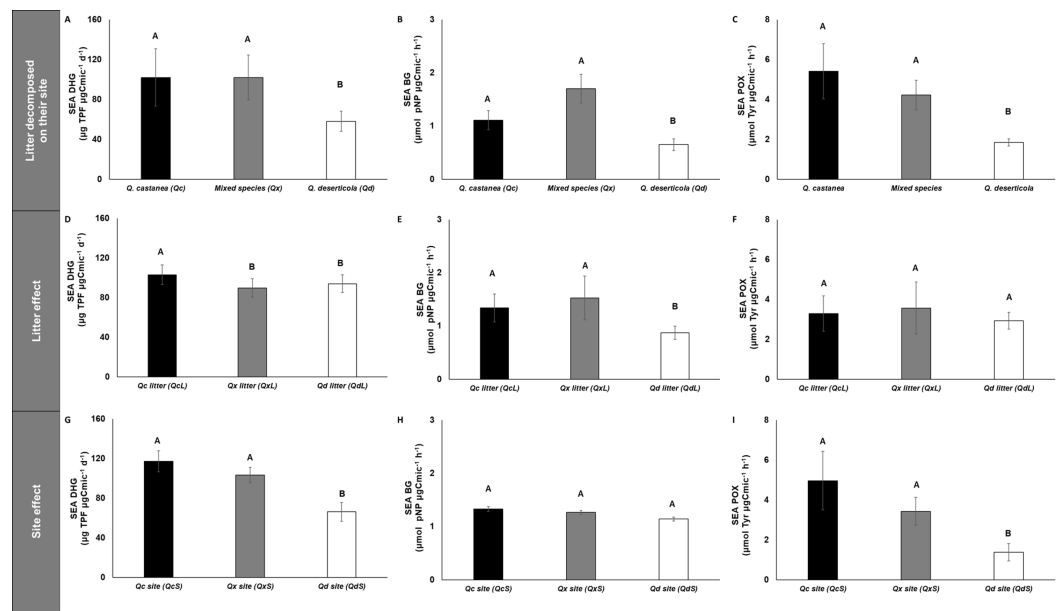 Litter decomposed
on their site
A
SEA DHG
(µg TPF µgCmic⁻¹ d⁻¹)
160
120
80
40
0
A
A
B
Q. castanea (Qc)
Mixed species (Qx)
Q. deserticola (Qd)
B
SEA BG
(µmol pNP µgCmic⁻¹ h⁻¹)
3
2
1
0
A
A
B
Q. castanea (Qc)
Mixed species (Qx)
Q. deserticola (Qd)
C
SEA POX
(µmol Tyr µgCmic⁻¹ h⁻¹)
8
6
4
2
0
A
A
B
Q. castanea
Mixed species
Q. deserticola
Litter effect
D
SEA DHG
(µg TPF µgCmic⁻¹ d⁻¹)
160
120
80
40
0
A
B
B
Qc litter (QcL)
Qx litter (QxL)
Qd litter (QdL)
E
SEA BG
(µmol pNP µgCmic⁻¹ h⁻¹)
3
2
1
0
A
A
B
Qc litter (QcL)
Qx litter (QxL)
Qd litter (QdL)
F
SEA POX
(µmol Tyr µgCmic⁻¹ h⁻¹)
8
6
4
2
0
A
A
A
Qc litter (QcL)
Qx litter (QxL)
Qd litter (QdL)
Site effect
G
SEA DHG
(µg TPF µgCmic⁻¹ d⁻¹)
160
120
80
40
0
A
A
B
Qc site (QcS)
Qx site (QxS)
Qd site (QdS)
H
SEA BG
(µmol pNP µgCmic⁻¹ h⁻¹)
3
2
1
0
A
A
A
Qc site (QcS)
Qx site (QxS)
Qd site (QdS)
I
SEA POX
(µmol Tyr µgCmic⁻¹ h⁻¹)
8
6
4
2
0
A
A
B
Qc site (QcS)
Qx site (QxS)
Qd site (QdS)